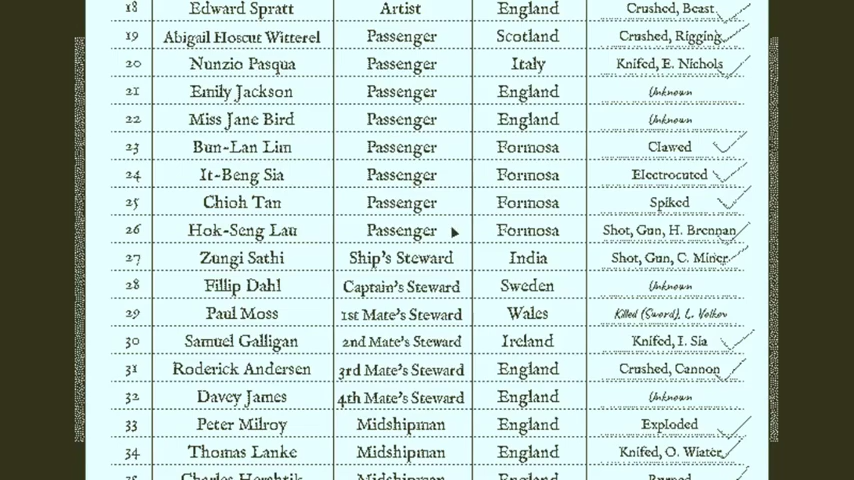 18 Edward Spratt Artist England Crushed, Beast
19 Abigail Hoscut Witterel Passenger Scotland Crushed, Rigging
20 Nunzio Pasqua Passenger Italy Knifed, E. Nichols
21 Emily Jackson Passenger England Unknown
22 Miss Jane Bird Passenger England Unknown
23 Bun-Lan Lim Passenger Formosa Clawed
24 It-Beng Sia Passenger Formosa Electrocuted
25 Chioh Tan Passenger Formosa Spiked
26 Hok-Seng Lau Passenger Formosa Shot, Gun, H. Brennan
27 Zungi Sathi Ship's Steward India Shot, Gun, C. Miner
28 Fillip Dahl Captain's Steward Sweden Unknown
29 Paul Moss 1st Mate's Steward Wales Killed (Sword), L. Volkov
30 Samuel Galligan 2nd Mate's Steward Ireland Knifed, I. Sia
31 Roderick Andersen 3rd Mate's Steward England Crushed, Cannon
32 Davey James 4th Mate's Steward England Unknown
33 Peter Milroy Midshipman England Exploded
34 Thomas Lanke Midshipman England Knifed, O. Wiater
35 Charles Hershtik Midshipman England Burned